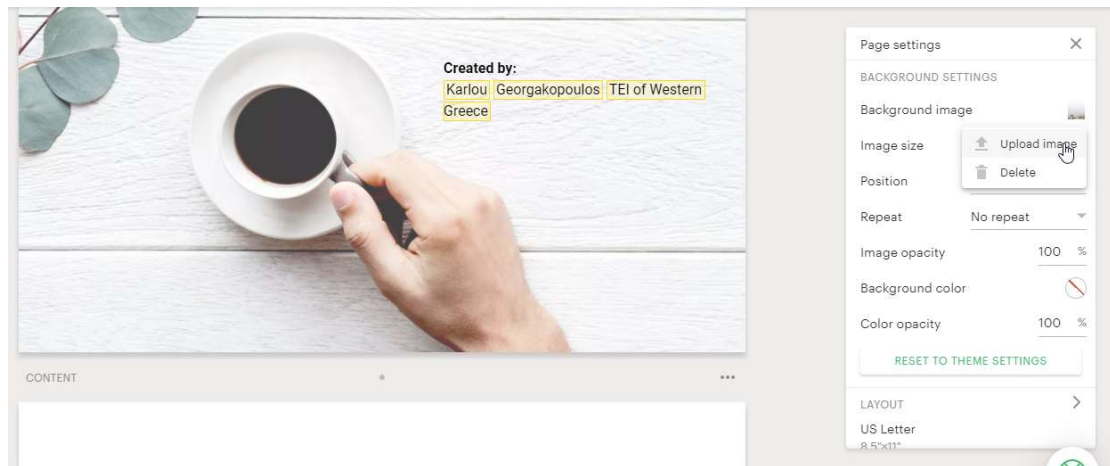 Created by:
Karlou Georgakopoulos TEI of Western
Greece
CONTENT
Page settings
BACKGROUND SETTINGS
Background image
Image size
Upload image
Delete
Position
Repeat No repeat
Image opacity 100 %
Background color
Color opacity 100 %
RESET TO THEME SETTINGS
LAYOUT
US Letter
8.5"x11"